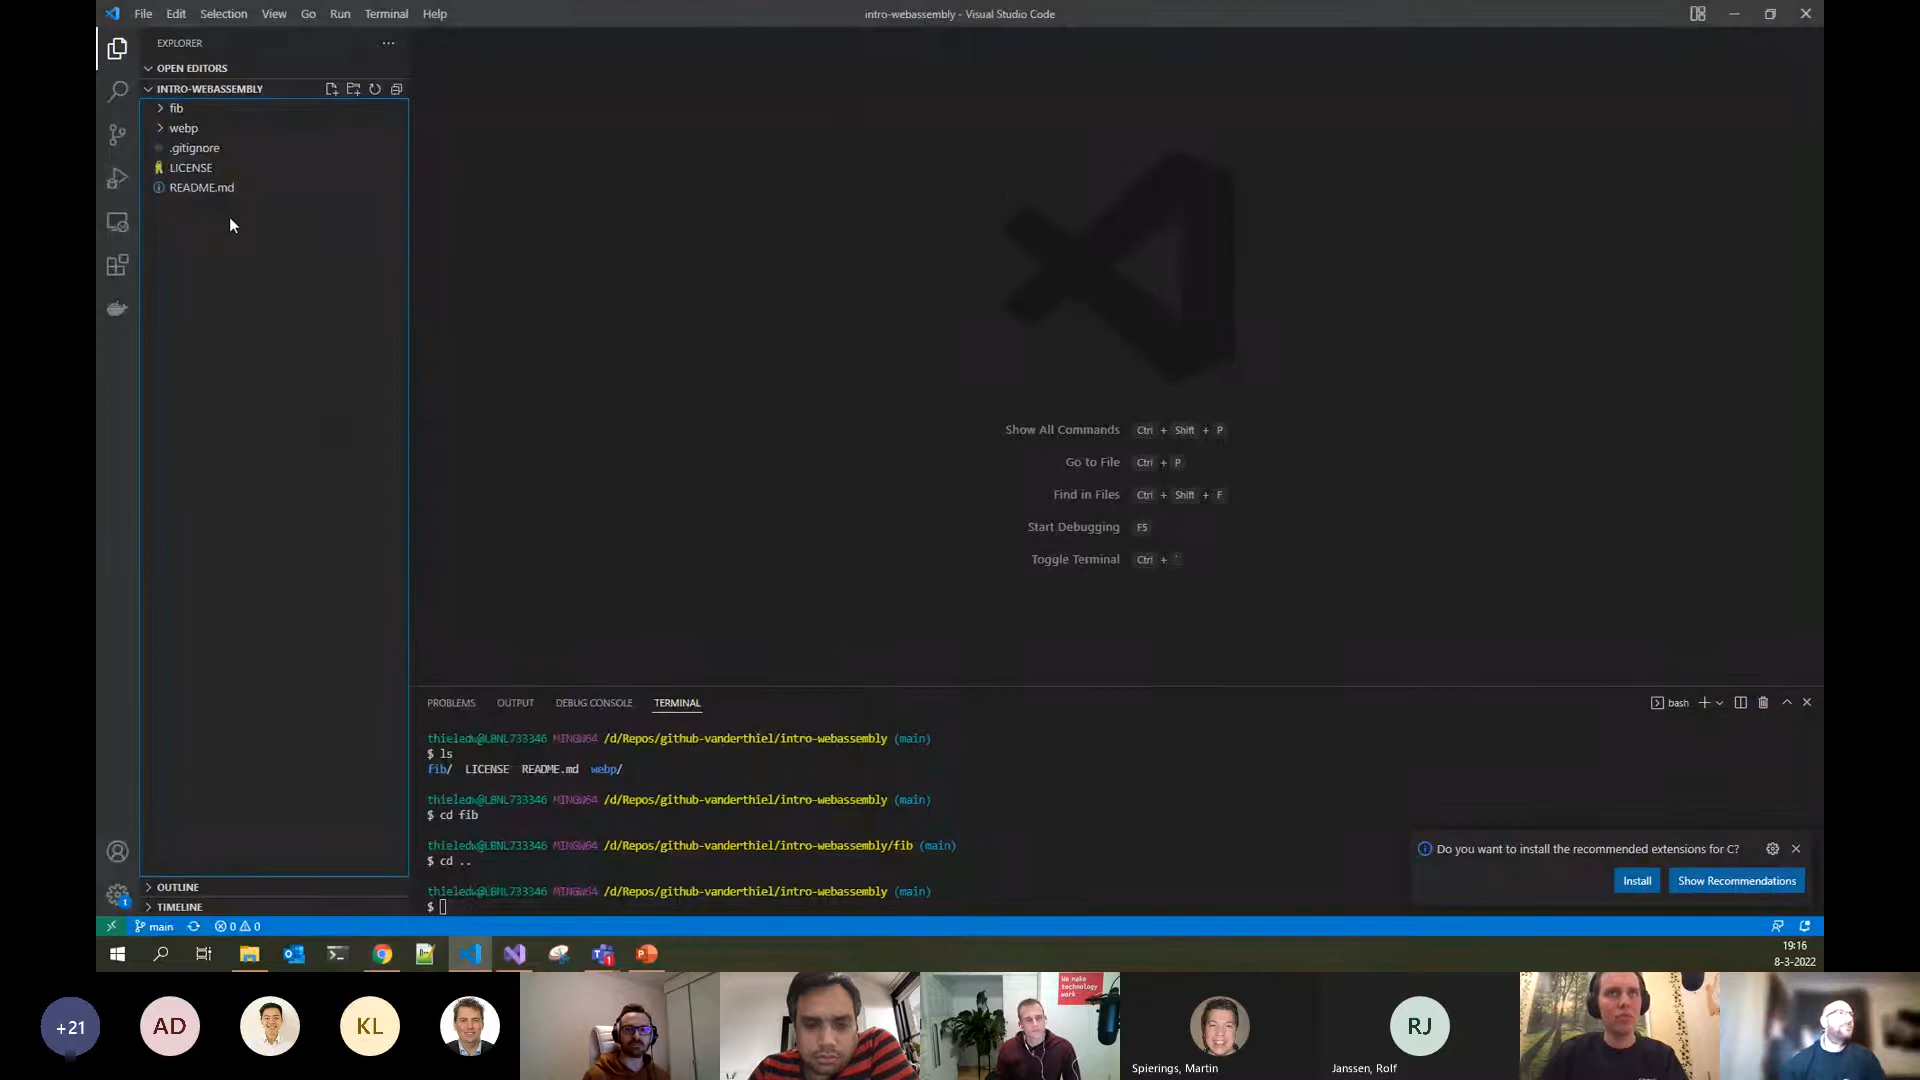 File Edit Selection View Go Run Terminal Help
intro-webassembly - Visual Studio Code
EXPLORER
OPEN EDITORS
INTRO-WEBASSEMBLY
fib
webp
.gitignore
LICENSE
README.md
Show All Commands Ctrl + Shift + P
Go to File Ctrl + P
Find in Files Ctrl + Shift + F
Start Debugging F5
Toggle Terminal Ctrl + `
PROBLEMS OUTPUT DEBUG CONSOLE TERMINAL
bash
thieledw@LBNL733346 MINGW64 /d/Repos/github-vanderthiel/intro-webassembly (main)
$ ls
fib/ LICENSE README.md webp/
thieledw@LBNL733346 MINGW64 /d/Repos/github-vanderthiel/intro-webassembly (main)
$ cd fib
thieledw@LBNL733346 MINGW64 /d/Repos/github-vanderthiel/intro-webassembly/fib (main)
$ cd ..
thieledw@LBNL733346 MINGW64 /d/Repos/github-vanderthiel/intro-webassembly (main)
$
Do you want to install the recommended extensions for C?
Install Show Recommendations
OUTLINE
TIMELINE
1
main 0 0
1
19:16
8-3-2022
+21 AD KL
We make
technology
work
RJ
Spierings, Martin
Janssen, Rolf